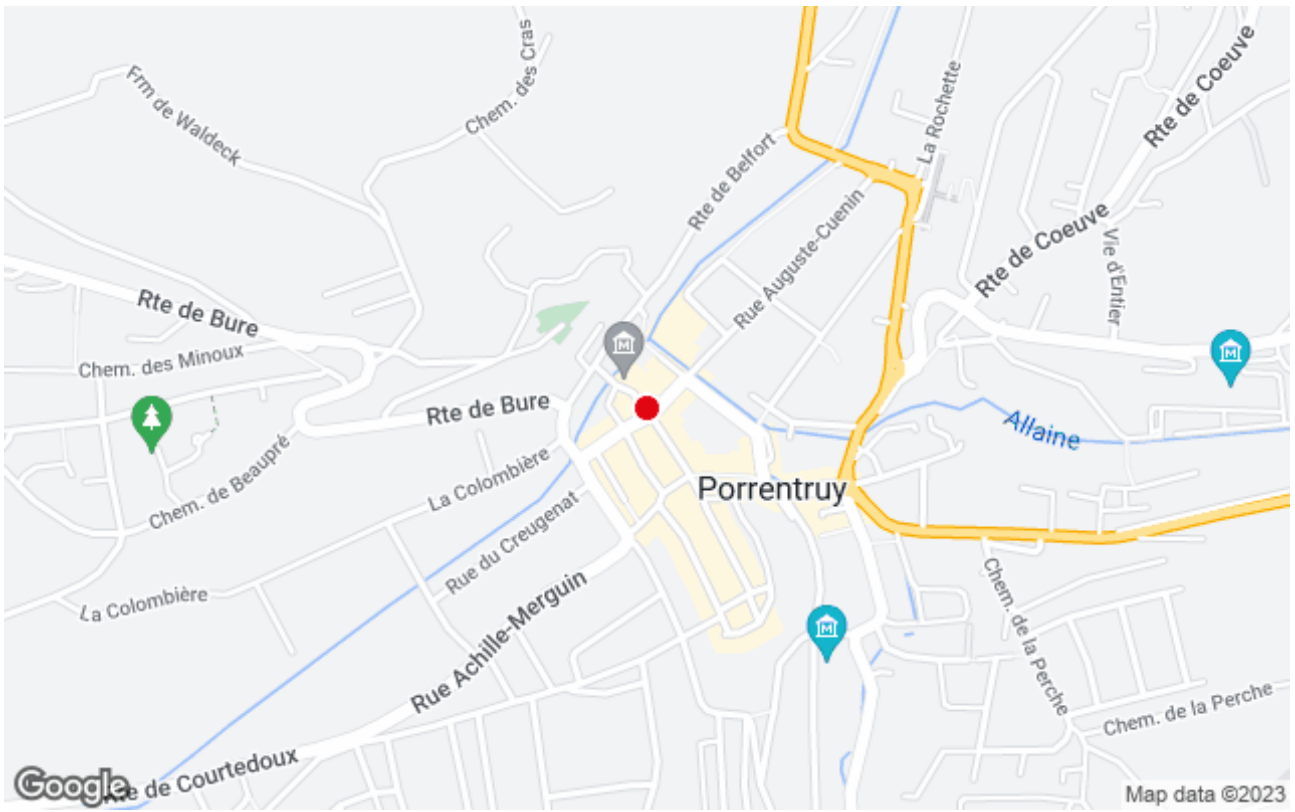 Frm de Waldeck
Chem. des Cras
La Rochette
Rte de Coeuve
Rte de Belfort
Rue Auguste-Cuenin
Rte de Coeuve
Vie d'Entier
Rte de Bure
Chem. des Minoux
M
M
Rte de Bure
Allaine
Chem. de Beaupré
La Colombière
Porrentruy
Rue du Creugenat
La Colombière
Chem. de la Perche
M
Rue Achille-Merguin
Chem. de la Perche
Rte de Courtedoux
Google
Map data ©2023